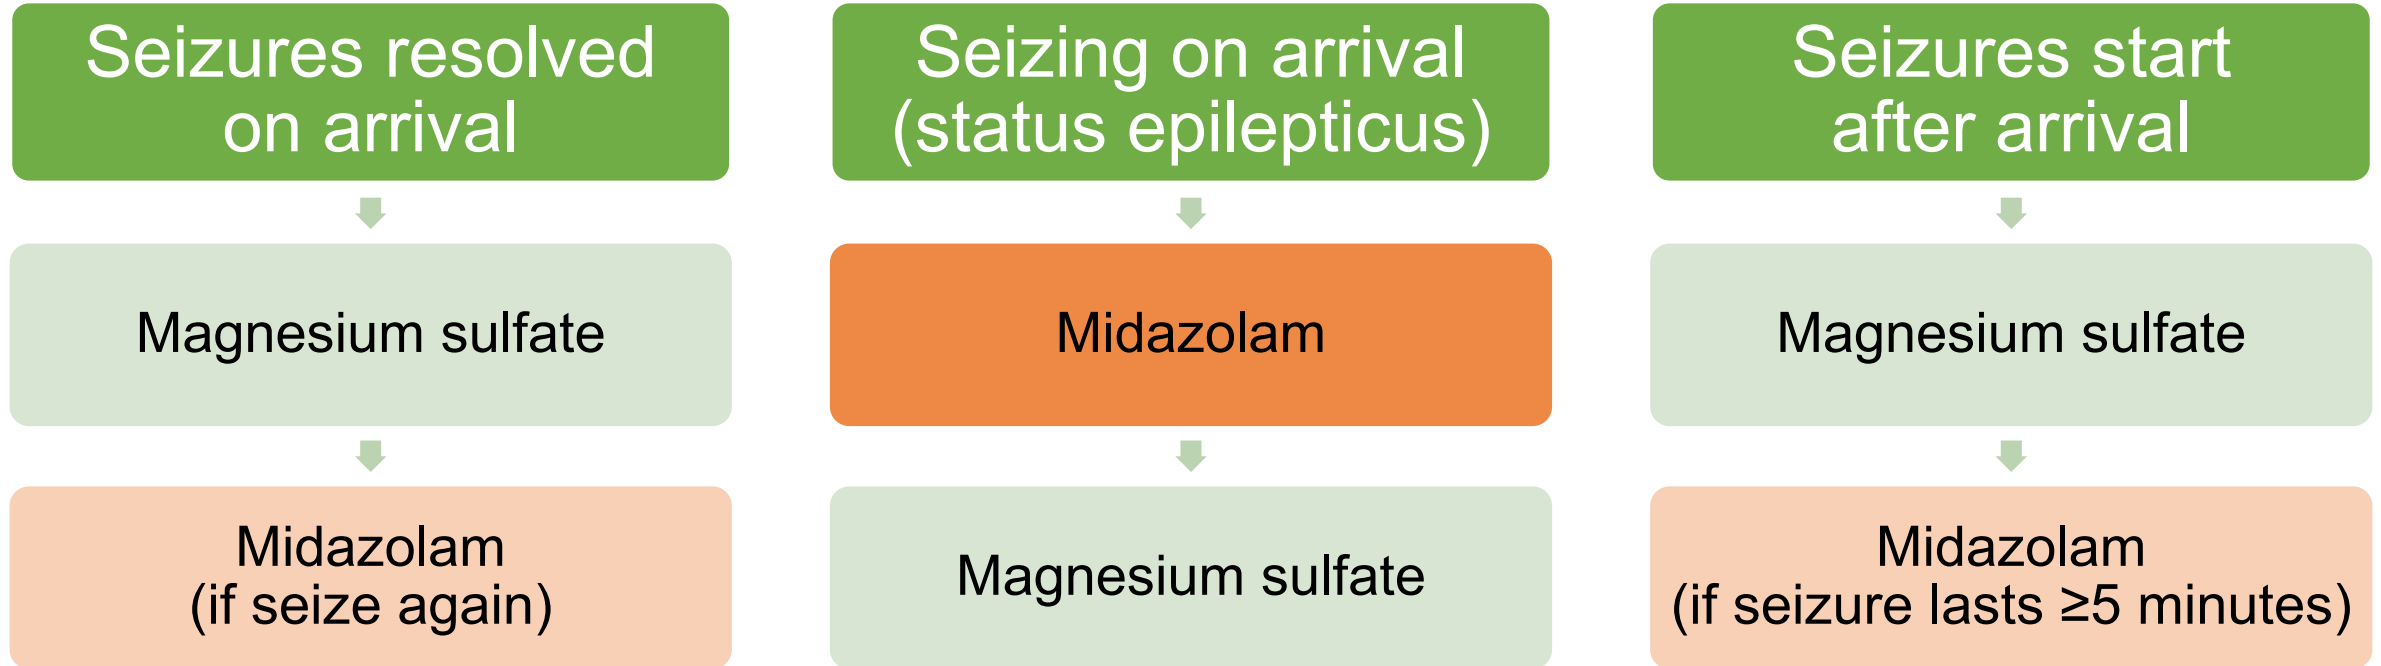 Seizures resolved
on arrival
Magnesium sulfate
Midazolam
(if seize again)
Seizing on arrival
(status epilepticus)
Midazolam
Magnesium sulfate
Seizures start
after arrival
Magnesium sulfate
Midazolam
(if seizure lasts ≥5 minutes)